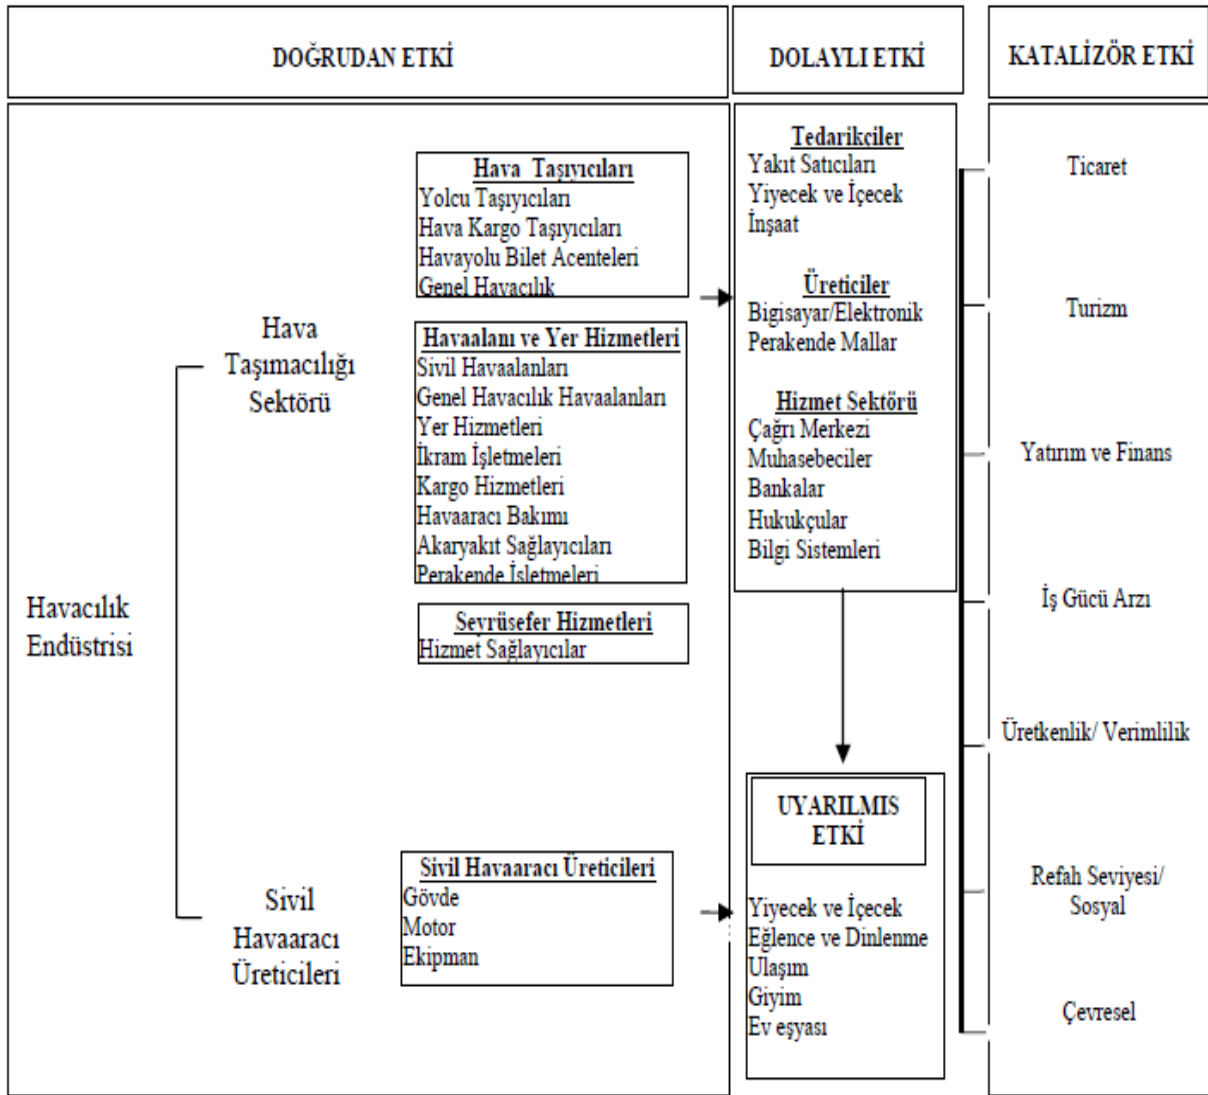 DOĞRUDAN ETKİ
DOLAYLI ETKİ
KATALİZÖR ETKİ
Havacılık
Endüstrisi
Hava
Taşımacılığı
Sektörü
Hava Taşıyıcıları
Yolcu Taşıyıcıları
Hava Kargo Taşıyıcıları
Havayolu Bilet Acenteleri
Genel Havacılık
Havaalanı ve Yer Hizmetleri
Sivil Havaalanları
Genel Havacılık Havaalanları
Yer Hizmetleri
İkram İşletmeleri
Kargo Hizmetleri
Havaaracı Bakımı
Akaryakıt Sağlayıcıları
Perakende İşletmeleri
Seyrüsefer Hizmetleri
Hizmet Sağlayıcılar
Sivil
Havaaracı
Üreticileri
Sivil Havaaracı Üreticileri
Gövde
Motor
Ekipman
Tedarikçiler
Yakıt Satıcıları
Yiyecek ve İçecek
İnşaat
Üreticiler
Bigisayar/Elektronik
Perakende Mallar
Hizmet Sektörü
Çağrı Merkezi
Muhasebeciler
Bankalar
Hukukçular
Bilgi Sistemleri
UYARILMIS
ETKİ
Yiyecek ve İçecek
Eğlence ve Dinlenme
Ulaşım
Giyim
Ev eşyası
Ticaret
Turizm
Yatırım ve Finans
İş Gücü Arzı
Üretkenlik/ Verimlilik
Refah Seviyesi/
Sosyal
Çevresel